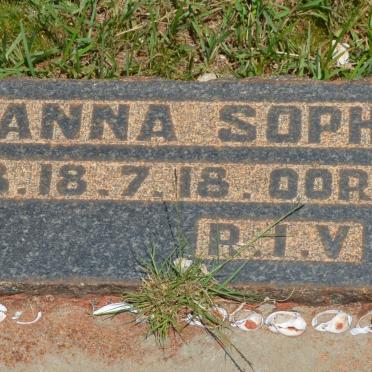 ANNA SOPH
.18.7.18. OOR
R.I.V